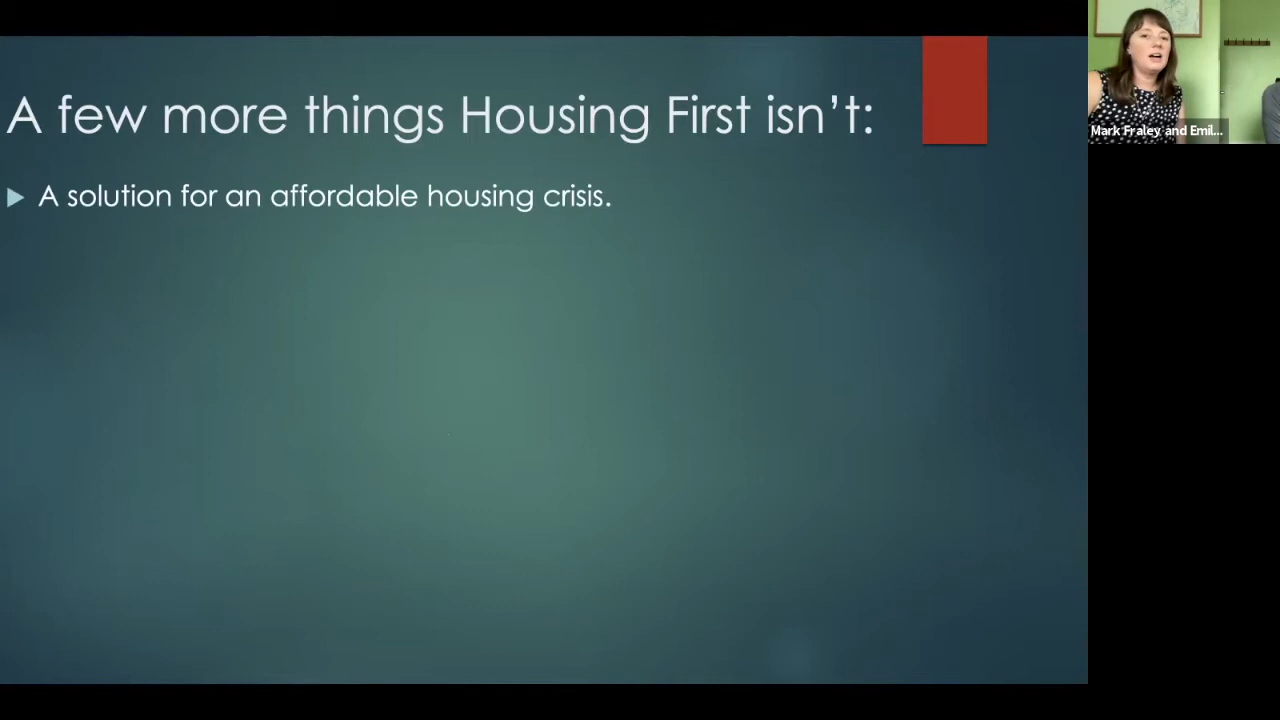 A few more things Housing First isn’t:
A solution for an affordable housing crisis.
Mark Fraley and Emil...